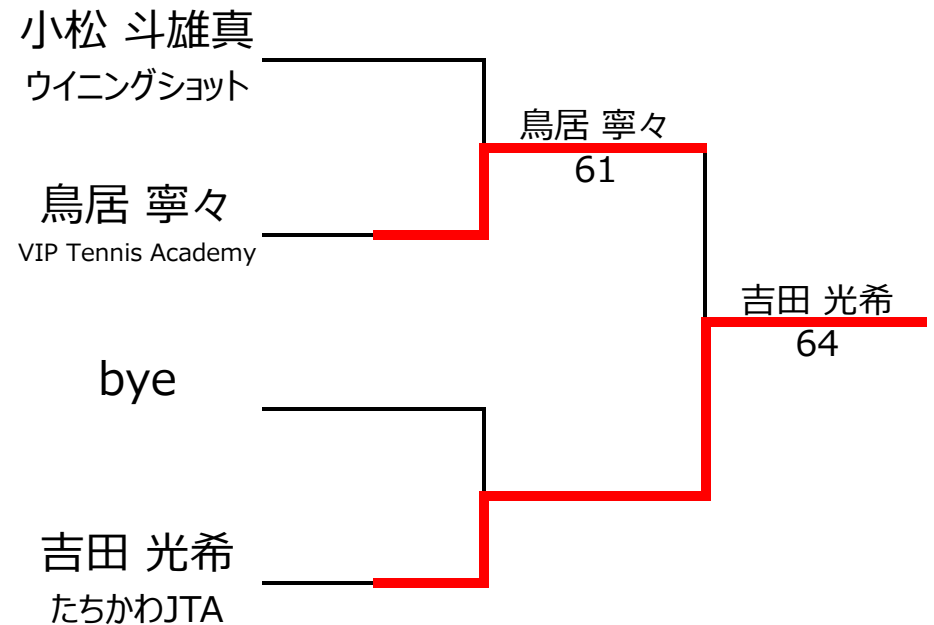 小松 斗雄真
ウイニングショット
鳥居 寧々
61
鳥居 寧々
VIP Tennis Academy
吉田 光希
64
bye
吉田 光希
たちかわJTA